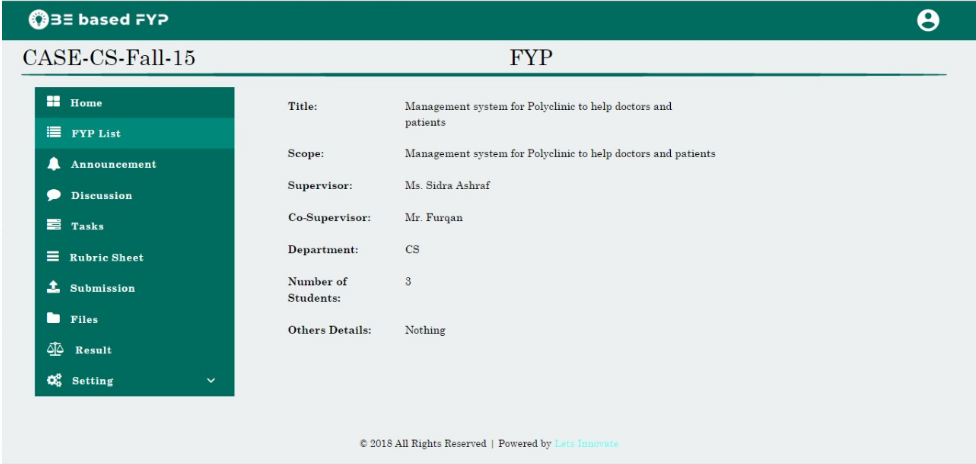 OBE based FYP
CASE-CS-Fall-15
FYP
Home
FYP List
Announcement
Discussion
Tasks
Rubric Sheet
Submission
Files
Result
Setting
Title: Management system for Polyclinic to help doctors and
patients
Scope: Management system for Polyclinic to help doctors and patients
Supervisor: Ms. Sidra Ashraf
Co-Supervisor: Mr. Furqan
Department: CS
Number of 3
Students:
Others Details: Nothing
© 2018 All Rights Reserved | Powered by Lets Innovate